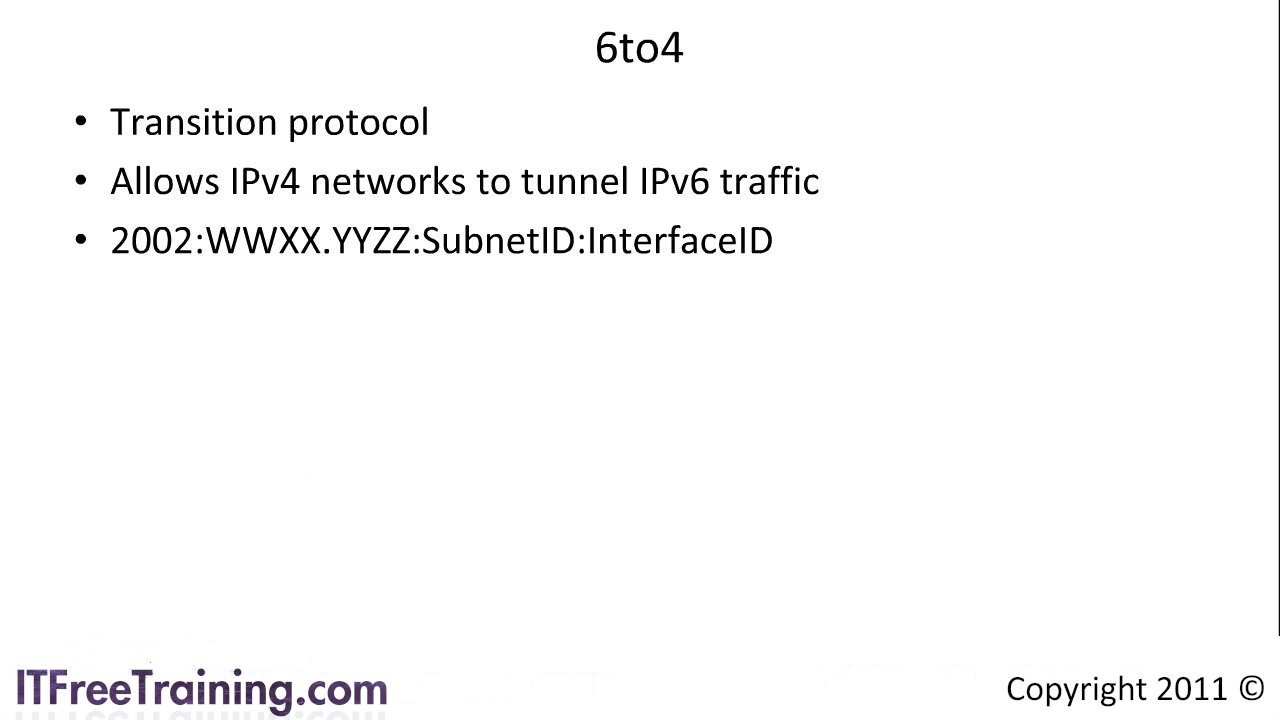 6to4
• Transition protocol
• Allows IPv4 networks to tunnel IPv6 traffic
• 2002:WWXX.YYZZ:SubnetID:InterfaceID
ITFreeTraining.com
Copyright 2011 ©